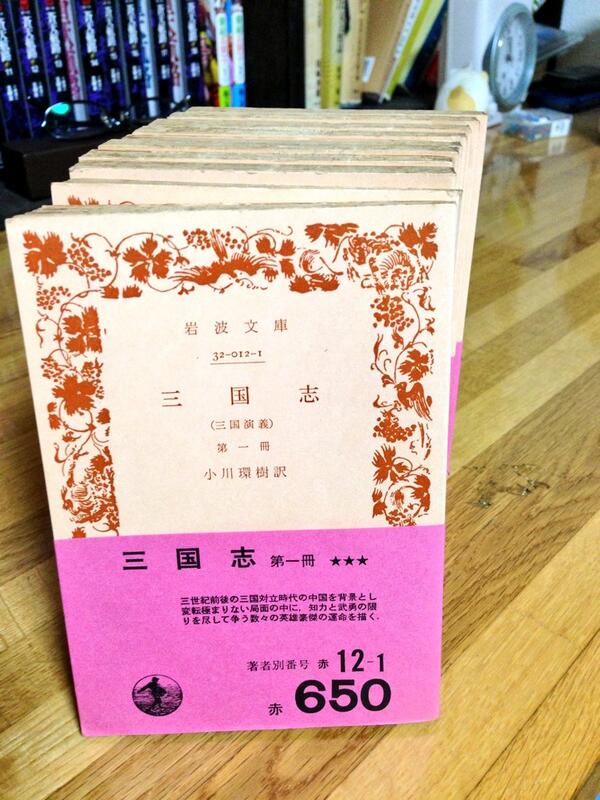 岩波文庫
32-012-1
三国志
(三国演義)
第一冊
小川環樹訳
三国志 第一冊 ★★★
三世紀前後の三国対立時代の中国を背景とし
変転極まりない局面の中に,知力と武勇の限
りを尽して争う数々の英雄豪傑の運命を描く.
著者別番号 赤 12-1
赤 650